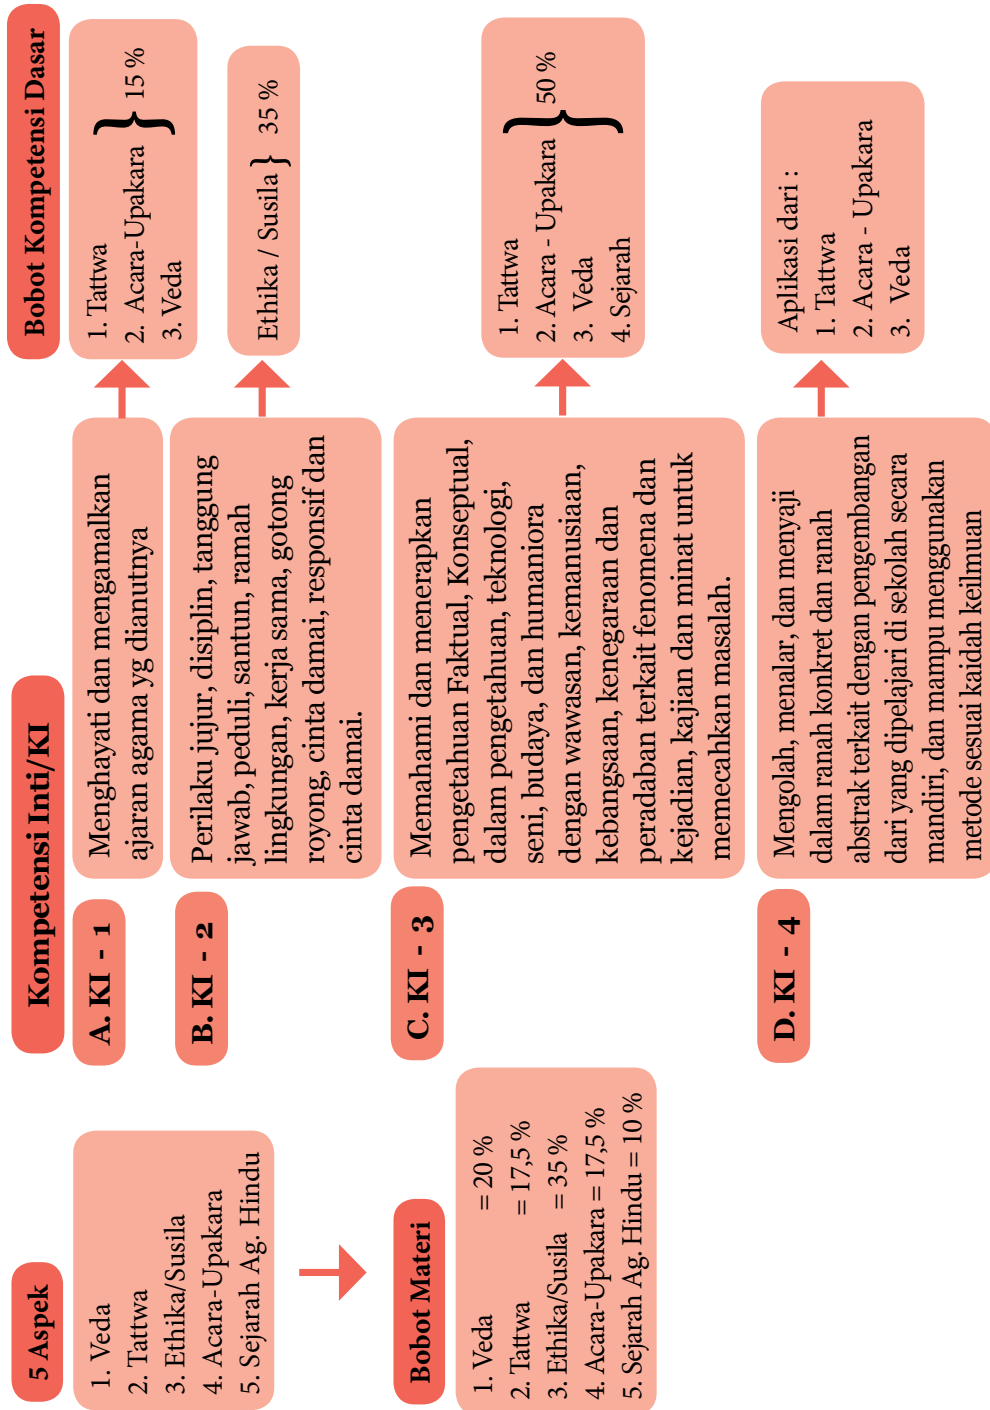 5 Aspek
1. Veda
2. Tattwa
3. Ethika/Susila
4. Acara-Upakara
5. Sejarah Ag. Hindu
Bobot Materi
1. Veda = 20 %
2. Tattwa = 17,5 %
3. Ethika/Susila = 35 %
4. Acara-Upakara = 17,5 %
5. Sejarah Ag. Hindu = 10 %
Kompetensi Inti/KI
A. KI - 1
Menghayati dan mengamalkan
ajaran agama yg dianutnya
B. KI - 2
Perilaku jujur, disiplin, tanggung
jawab, peduli, santun, ramah
lingkungan, kerja sama, gotong
royong, cinta damai, responsif dan
cinta damai.
C. KI - 3
Memahami dan menerapkan
pengetahuan Faktual, Konseptual,
dalam pengetahuan, teknologi,
seni, budaya, dan humaniora
dengan wawasan, kemanusiaan,
kebangsaan, kenegaraan dan
peradaban terkait fenomena dan
kejadian, kajian dan minat untuk
memecahkan masalah.
D. KI - 4
Mengolah, menalar, dan menyaji
dalam ranah konkret dan ranah
abstrak terkait dengan pengembangan
dari yang dipelajari di sekolah secara
mandiri, dan mampu menggunakan
metode sesuai kaidah keilmuan
Bobot Kompetensi Dasar
1. Tattwa
2. Acara-Upakara } 15 %
3. Veda
Ethika / Susila } 35 %
1. Tattwa
2. Acara - Upakara } 50 %
3. Veda
4. Sejarah
Aplikasi dari :
1. Tattwa
2. Acara - Upakara
3. Veda